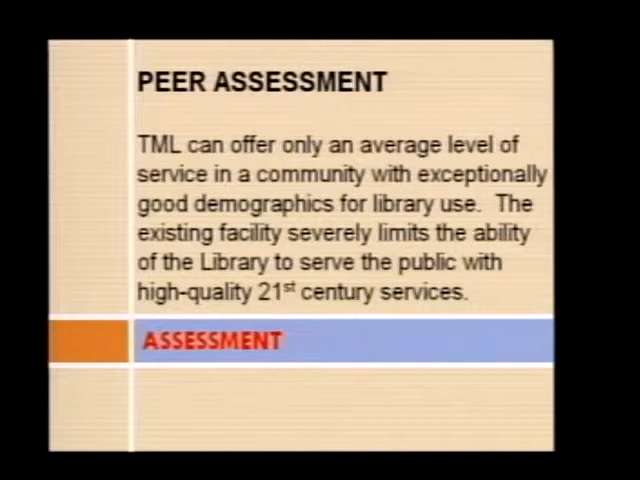 PEER ASSESSMENT
TML can offer only an average level of
service in a community with exceptionally
good demographics for library use. The
existing facility severely limits the ability
of the Library to serve the public with
high-quality 21st century services.
ASSESSMENT